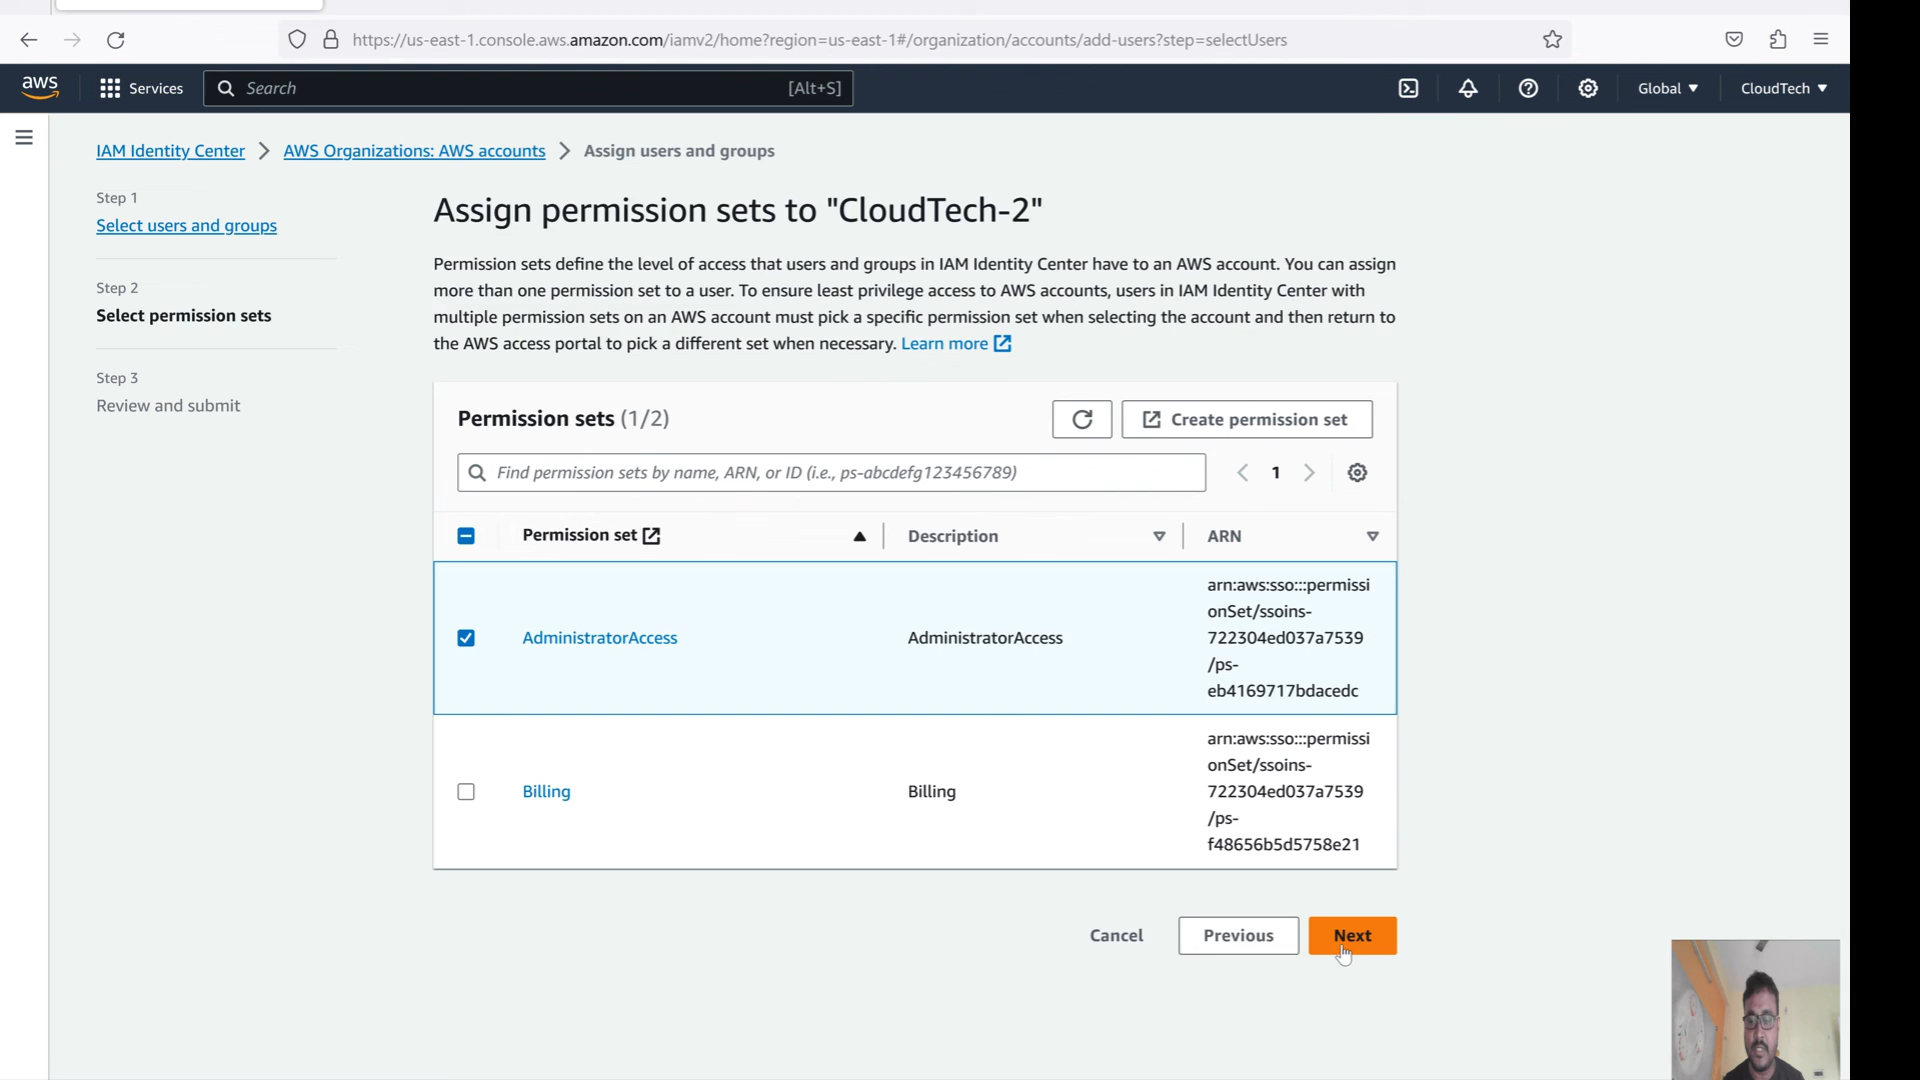 https://us-east-1.console.aws.amazon.com/iamv2/home?region=us-east-1#/organization/accounts/add-users?step=selectUsers
aws
Services
Search
[Alt+S]
Global
CloudTech
IAM Identity Center
AWS Organizations: AWS accounts
Assign users and groups
Step 1
Select users and groups
Step 2
Select permission sets
Step 3
Review and submit
Assign permission sets to "CloudTech-2"
Permission sets define the level of access that users and groups in IAM Identity Center have to an AWS account. You can assign
more than one permission set to a user. To ensure least privilege access to AWS accounts, users in IAM Identity Center with
multiple permission sets on an AWS account must pick a specific permission set when selecting the account and then return to
the AWS access portal to pick a different set when necessary. Learn more
Permission sets (1/2)
Create permission set
Find permission sets by name, ARN, or ID (i.e., ps-abcdefg123456789)
1
Permission set
Description
ARN
AdministratorAccess
AdministratorAccess
arn:aws:sso:::permissi
onSet/ssoins-
722304ed037a7539
/ps-
eb4169717bdacedc
Billing
Billing
arn:aws:sso:::permissi
onSet/ssoins-
722304ed037a7539
/ps-
f48656b5d5758e21
Cancel
Previous
Next